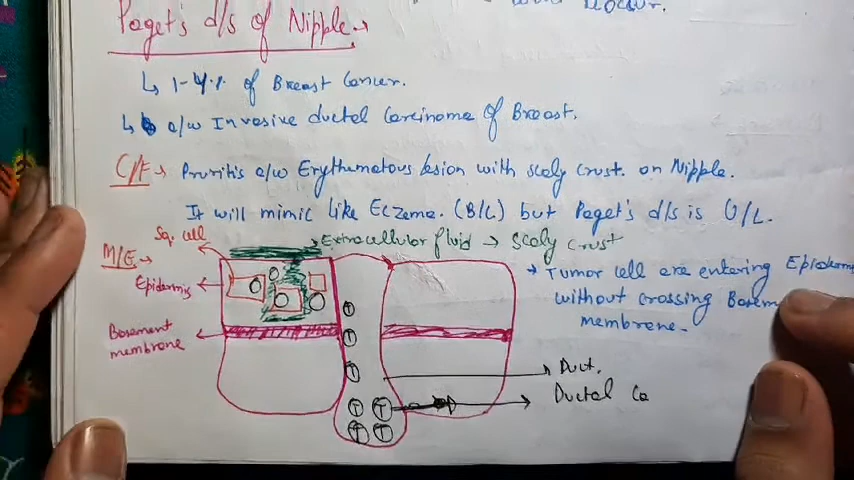 Paget's d/s of Nipple →
↳ 1-4% of Breast Cancer.
↳ a/w Invasive ductal Carcinoma of Breast.
C/F → Pruritis a/w Erythematous lesion with scaly crust. on Nipple.
It will mimic like Eczema. (B/L) but Paget's d/s is U/L.
Sq. cell
Extracellular fluid → scaly crust
M/E →
Epidermis
Basement
membrane
→ Tumor cell are entering Epiderm
without crossing Basem
membrane.
T
T
T
T T
T T
Duct.
Ductal Ca